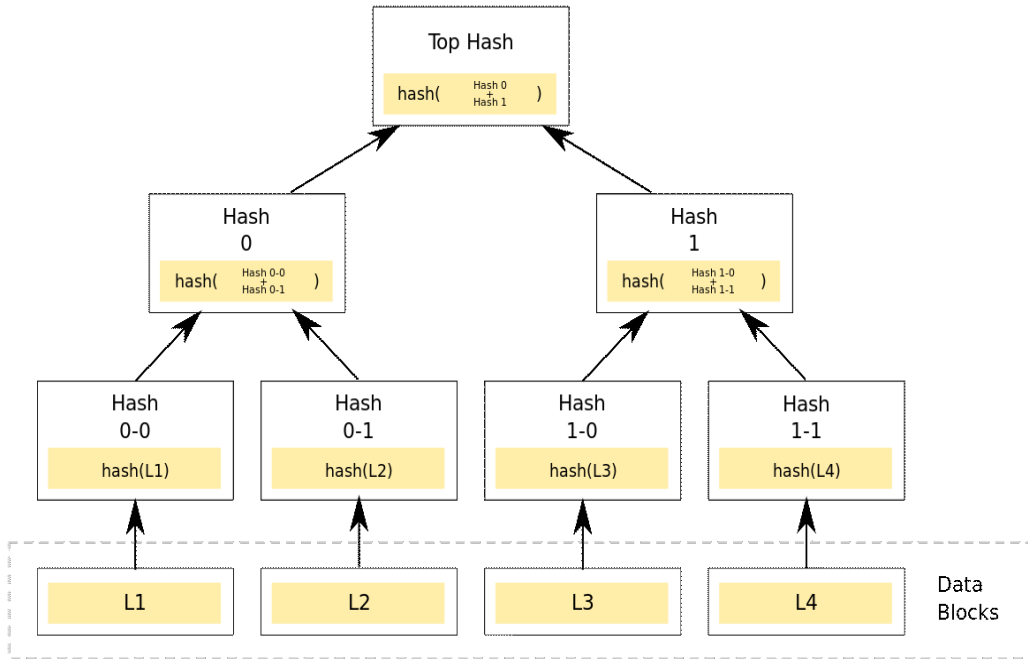 Top Hash
hash( Hash 0 + Hash 1 )
Hash
0
hash( Hash 0-0 + Hash 0-1 )
Hash
1
hash( Hash 1-0 + Hash 1-1 )
Hash
0-0
hash(L1)
Hash
0-1
hash(L2)
Hash
1-0
hash(L3)
Hash
1-1
hash(L4)
L1
L2
L3
L4
Data
Blocks